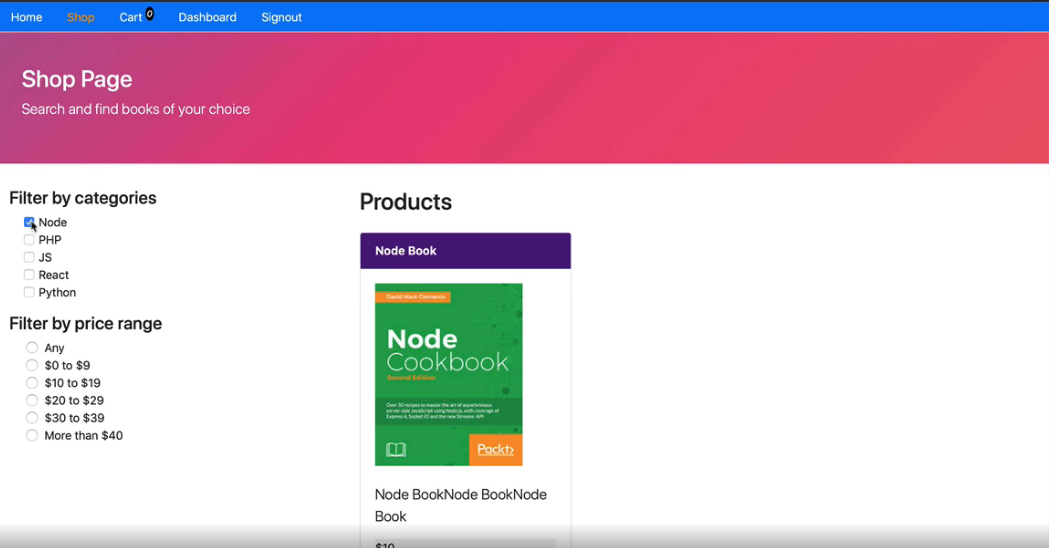 Home Shop Cart 0 Dashboard Signout
Shop Page
Search and find books of your choice
Filter by categories
Node
PHP
JS
React
Python
Filter by price range
Any
$0 to $9
$10 to $19
$20 to $29
$30 to $39
More than $40
Products
Node Book
David Mark Clements
Node
Cookbook
Second Edition
Over 50 recipes to master the art of asynchronous
server-side JavaScript using Node.js, with coverage of
Express 4, Socket.IO and the new Streams API
Packt>
Node BookNode BookNode
Book
$10